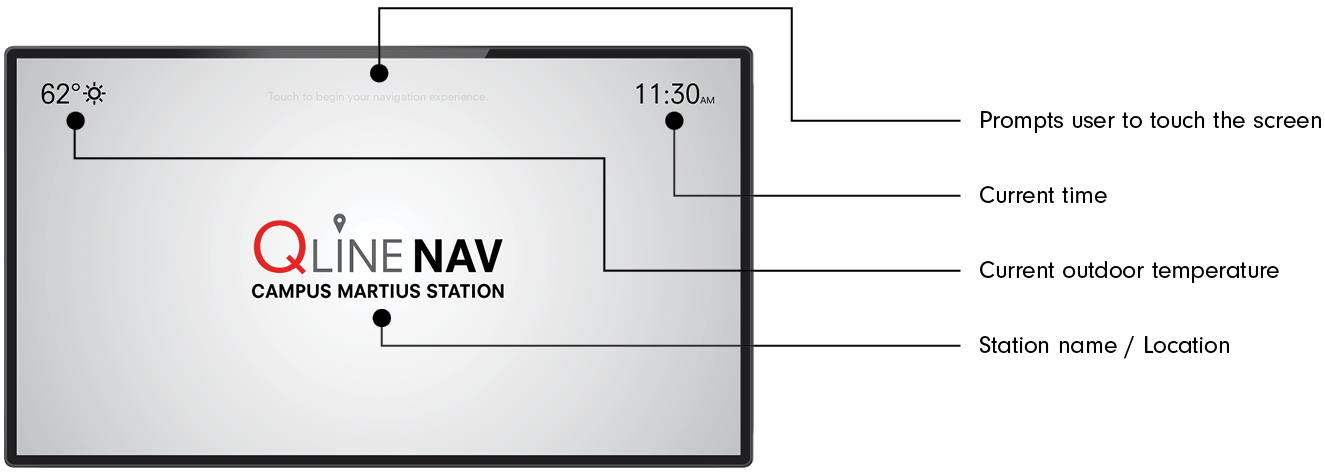 62°
Touch to begin your navigation experience.
11:30AM
QLINE NAV
CAMPUS MARTIUS STATION
Prompts user to touch the screen
Current time
Current outdoor temperature
Station name / Location